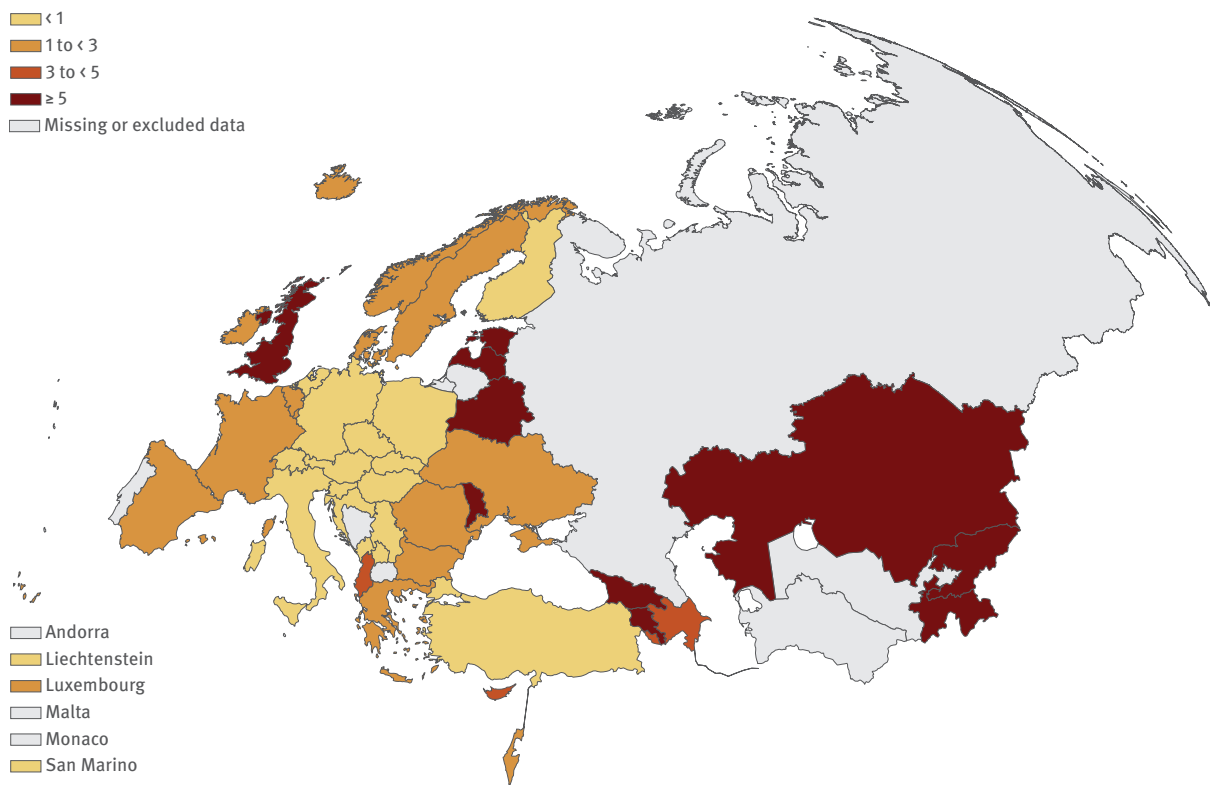 < 1
1 to < 3
3 to < 5
≥ 5
Missing or excluded data
Andorra
Liechtenstein
Luxembourg
Malta
Monaco
San Marino